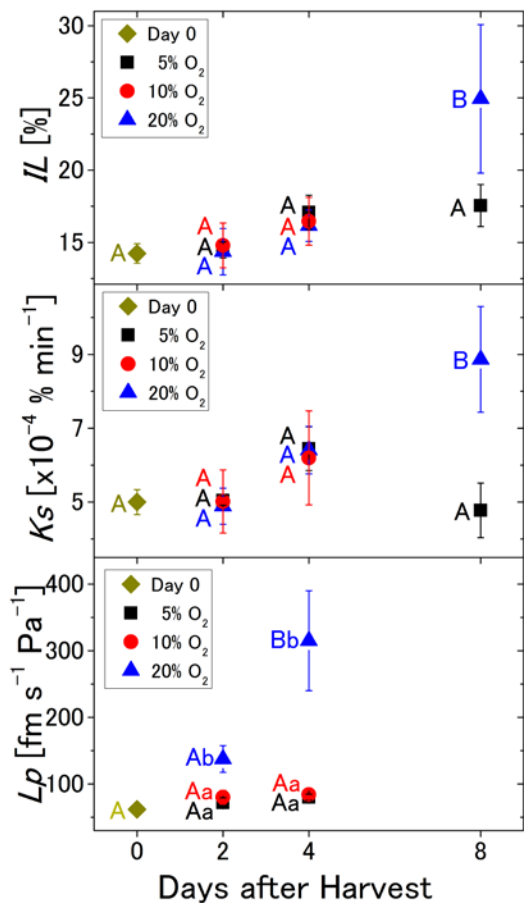 30
25
20
15
IL [%]
Day 0
5% O₂
10% O₂
20% O₂
A
A
A
A
A
A
A
B
A
9
7
5
Ks [x10⁻⁴ % min⁻¹]
Day 0
5% O₂
10% O₂
20% O₂
A
A
A
A
A
A
A
B
A
400
300
200
100
Lp [fm s⁻¹ Pa⁻¹]
Day 0
5% O₂
10% O₂
20% O₂
A
Ab
Aa
Aa
Bb
Aa
Aa
0 2 4 8
Days after Harvest